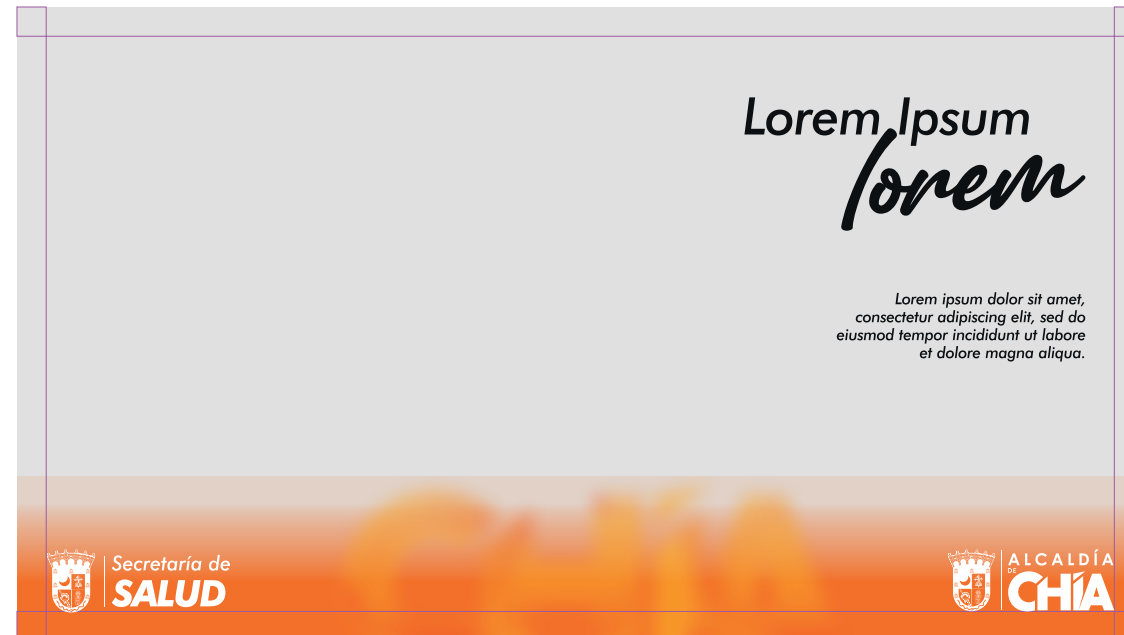 Lorem Ipsum
lorem
Lorem ipsum dolor sit amet,
consectetur adipiscing elit, sed do
eiusmod tempor incididunt ut labore
et dolore magna aliqua.
CHÍA
Secretaría de
SALUD
ALCALDÍA
DE
CHÍA